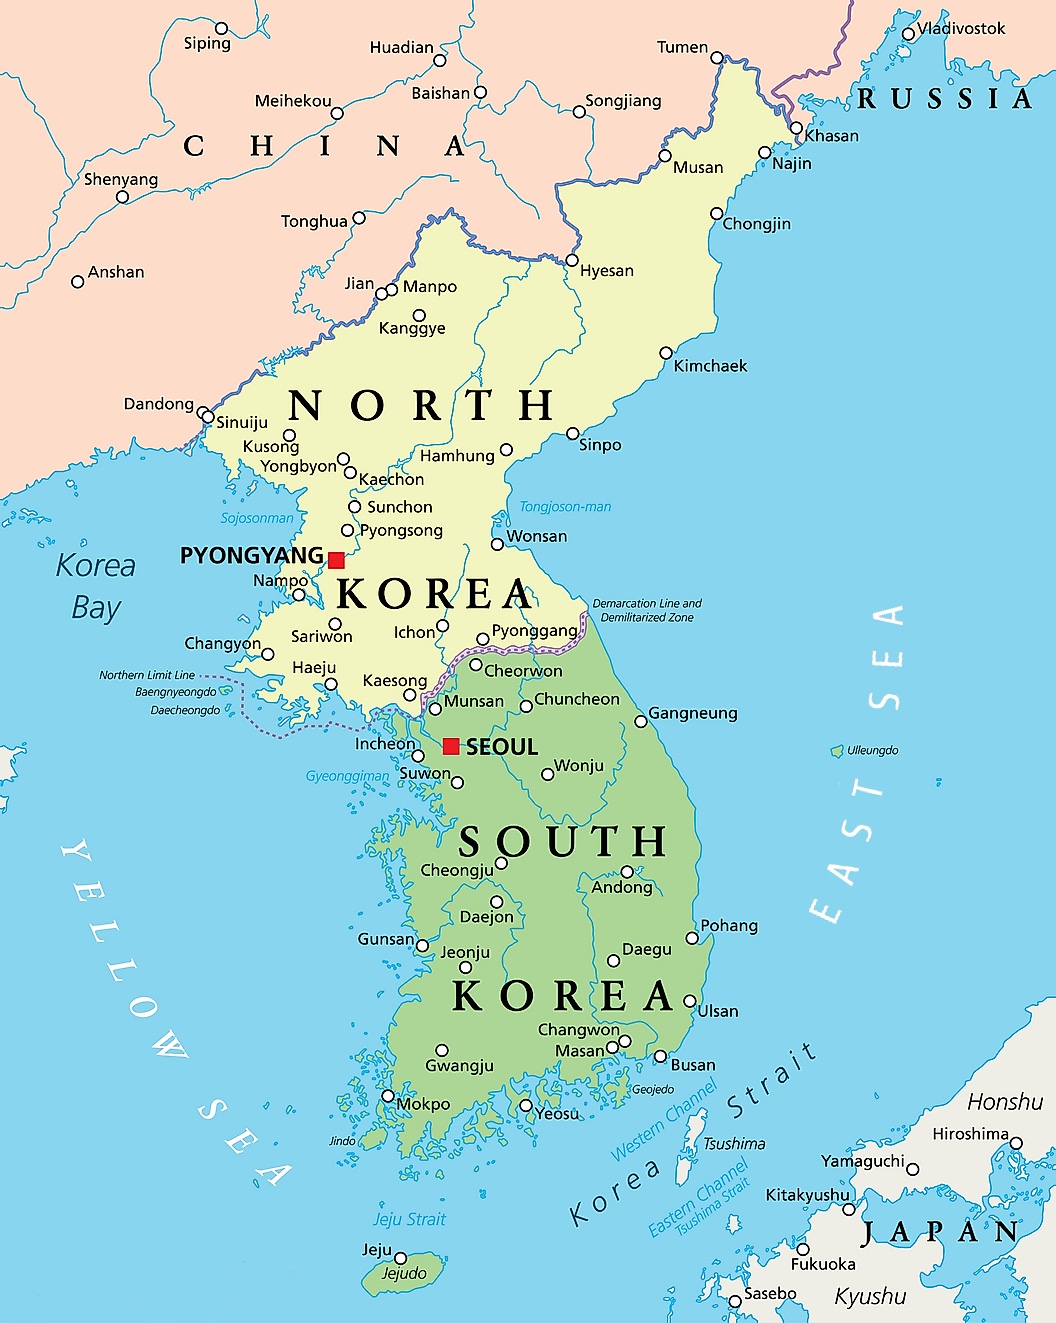 Siping
Huadian
Tumen
Vladivostok
Meihekou
Baishan
Songjiang
RUSSIA
CHINA
Khasan
Musan
Najin
Shenyang
Tonghua
Chongjin
Anshan
Jian
Manpo
Hyesan
Kanggye
Kimchaek
Dandong
NORTH
Sinuiju
Kusong
Sinpo
Yongbyon
Hamhung
Kaechon
Sunchon
Tongjoson-man
Sojosonman
Pyongsong
Wonsan
PYONGYANG
Korea
Bay
Nampo
KOREA
Demarcation Line and
Demilitarized Zone
Changyon
Sariwon
Ichon
Pyonggang
Haeju
Cheorwon
Northern Limit Line
Kaesong
Baengnyeongdo
Munsan
Chuncheon
Daecheongdo
Gangneung
Incheon
SEOUL
Ulleungdo
Gyeonggiman
Suwon
Wonju
EAST SEA
SOUTH
Cheongju
Andong
YELLOW SEA
Daejon
Pohang
Gunsan
Jeonju
Daegu
KOREA
Ulsan
Changwon
Masan
Gwangju
Busan
Geojedo
Mokpo
Yeosu
Korea Strait
Western Channel
Honshu
Jindo
Tsushima
Hiroshima
Yamaguchi
Eastern Channel
Tsushima Strait
Kitakyushu
Jeju Strait
JAPAN
Jeju
Jejudo
Fukuoka
Sasebo
Kyushu